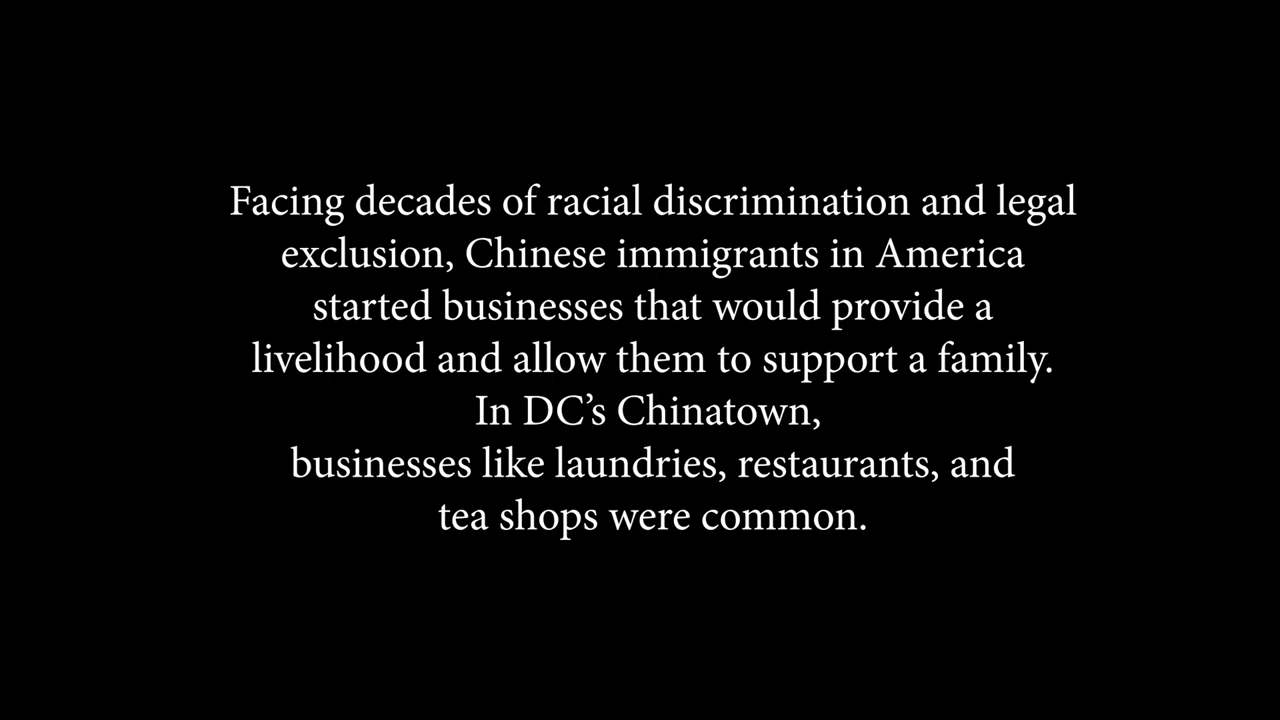 Facing decades of racial discrimination and legal
exclusion, Chinese immigrants in America
started businesses that would provide a
livelihood and allow them to support a family.
In DC’s Chinatown,
businesses like laundries, restaurants, and
tea shops were common.